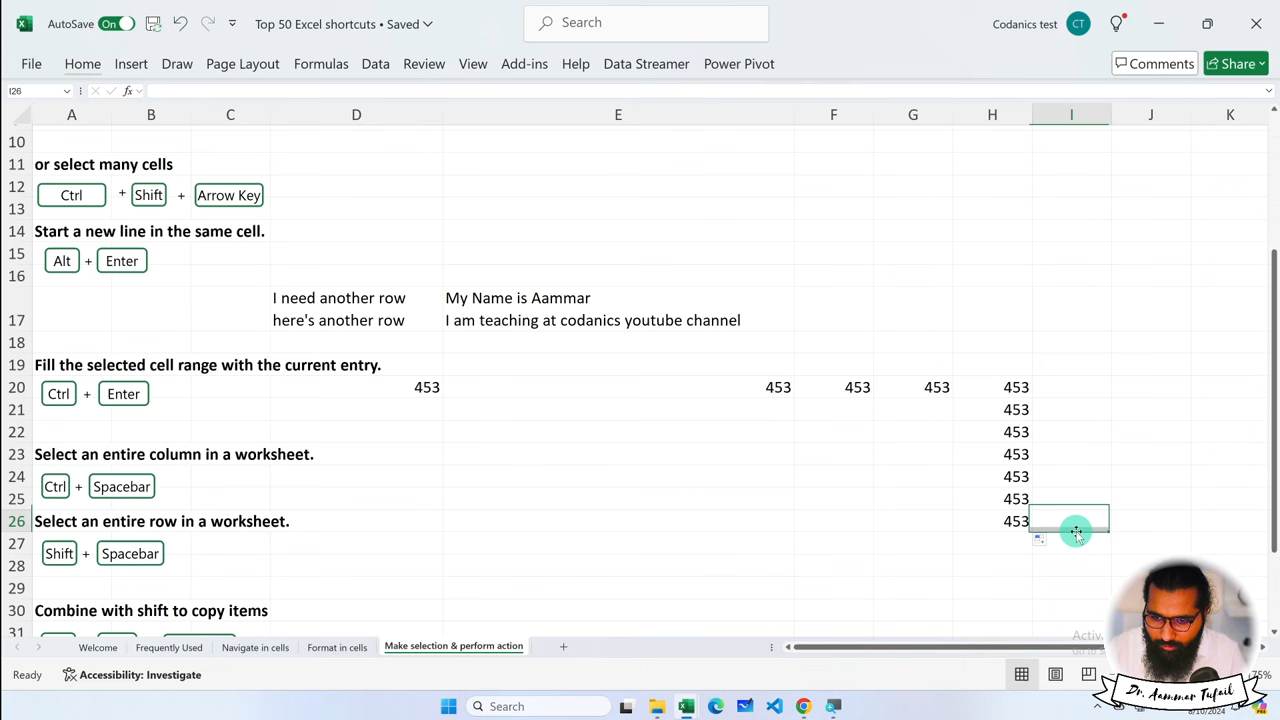 AutoSave On Top 50 Excel shortcuts • Saved Search Codanics test CT
File Home Insert Draw Page Layout Formulas Data Review View Add-ins Help Data Streamer Power Pivot Comments Share
I26 fx
A B C D E F G H I J K
10
11 or select many cells
12 Ctrl + Shift + Arrow Key
13
14 Start a new line in the same cell.
15 Alt + Enter
16
I need another row My Name is Aammar
17 here's another row I am teaching at codanics youtube channel
18
19 Fill the selected cell range with the current entry.
20 Ctrl + Enter 453 453 453 453 453
21 453
22 453
23 Select an entire column in a worksheet. 453
24 Ctrl + Spacebar 453
25 453
26 Select an entire row in a worksheet. 453
27 Shift + Spacebar
28
29
30 Combine with shift to copy items
31
Welcome Frequently Used Navigate in cells Format in cells Make selection & perform action
Ready Accessibility: Investigate 75%
Dr. Aammar Tufail
Search 8/10/2024